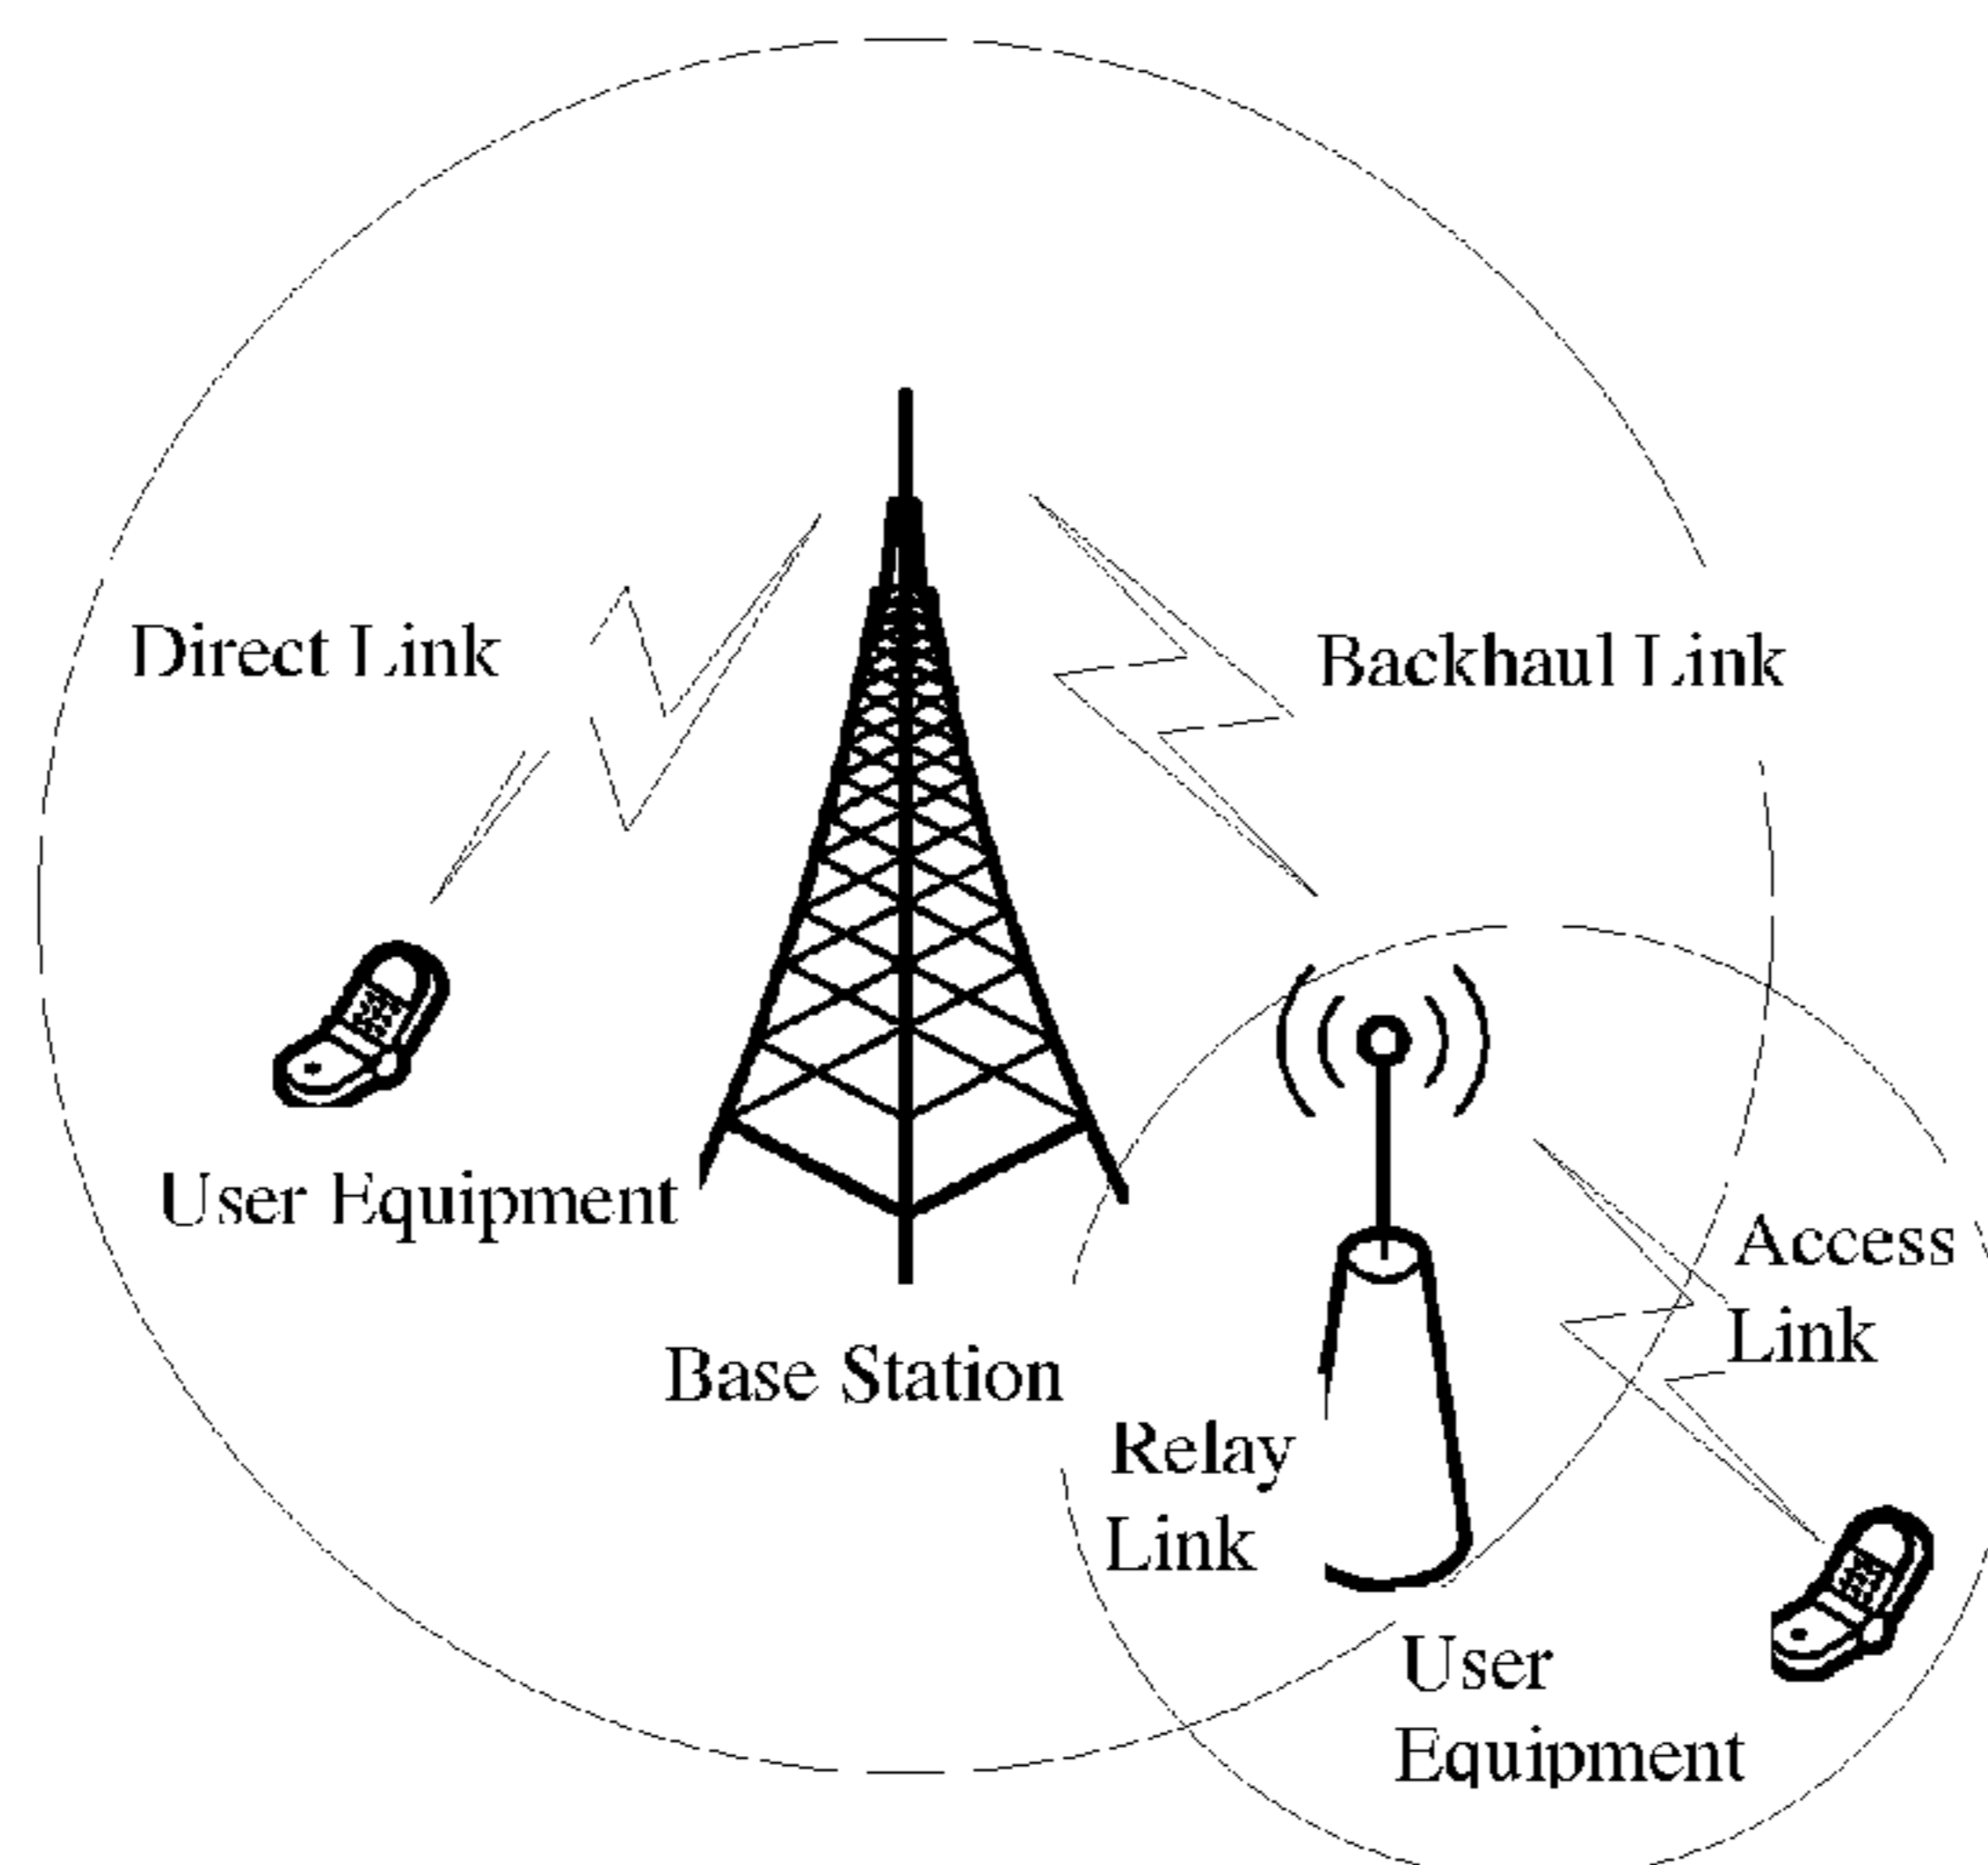 Direct Link
Backhaul Link
User Equipment
Access
Link
Base Station
Relay
Link
User
Equipment